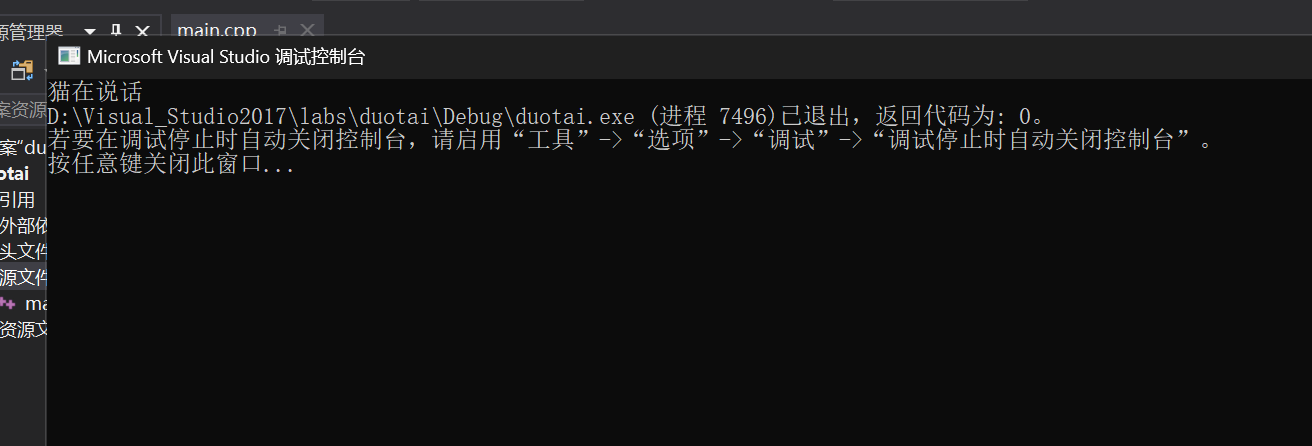 源管理器
main.cpp
Microsoft Visual Studio 调试控制台
猫在说话
D:\Visual_Studio2017\labs\duotai\Debug\duotai.exe (进程 7496)已退出，返回代码为: 0。
若要在调试停止时自动关闭控制台，请启用“工具”->“选项”->“调试”->“调试停止时自动关闭控制台”。
按任意键关闭此窗口...
案资源
案“du
otai
引用
外部依
头文件
源文件
ma
资源文